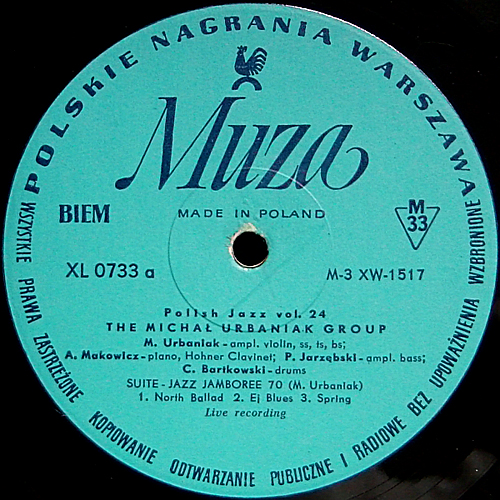 POLSKIE NAGRANIA WARSZAWA
Muza
BIEM
MADE IN POLAND
M
33
XL 0733 a
M-3 XW-1517
Polish Jazz vol. 24
THE MICHAŁ URBANIAK GROUP
M. Urbaniak-ampl. violin, ss, ts, bs;
A. Makowicz-piano, Hohner Clavinet; P. Jarzębski-ampl. bass;
C. Bartkowski-drums
SUITE-JAZZ JAMBOREE 70 (M. Urbaniak)
1. North Ballad 2. Ej Blues 3. Spring
Live recording
WSZYSTKIE PRAWA ZASTRZEŻONE KOPIOWANIE ODTWARZANIE PUBLICZNE I RADIOWE BEZ UPOWAŻNIENIA WZBRONIONE